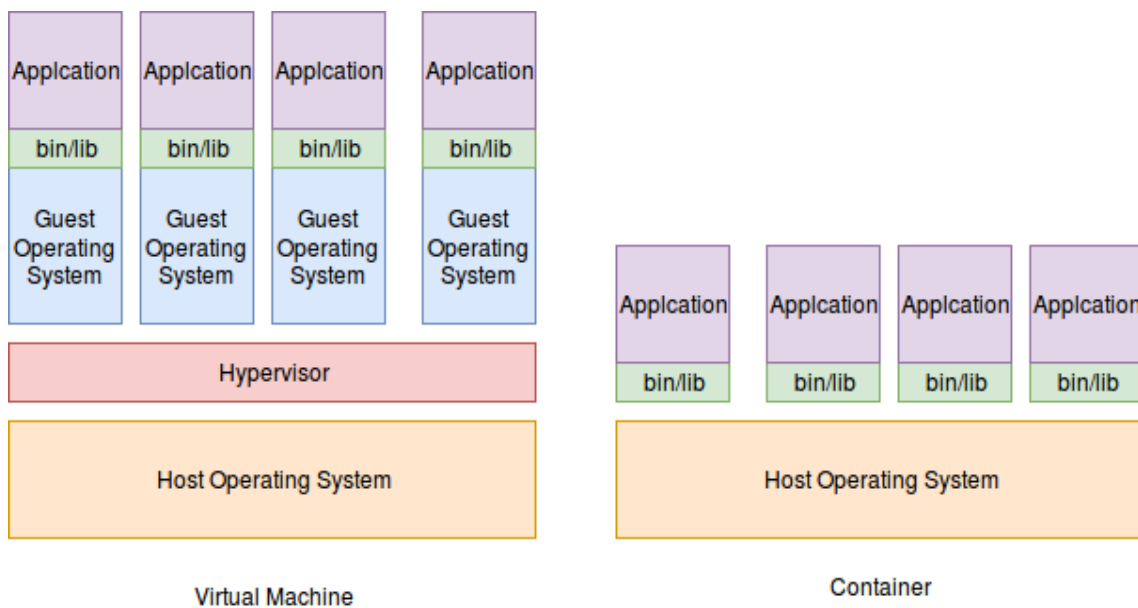 Applcation Applcation Applcation Applcation
bin/lib bin/lib bin/lib bin/lib
Guest Guest Guest Guest
Operating Operating Operating Operating
System System System System
Hypervisor
Host Operating System
Virtual Machine
Applcation Applcation Applcation Applcation
bin/lib bin/lib bin/lib bin/lib
Host Operating System
Container